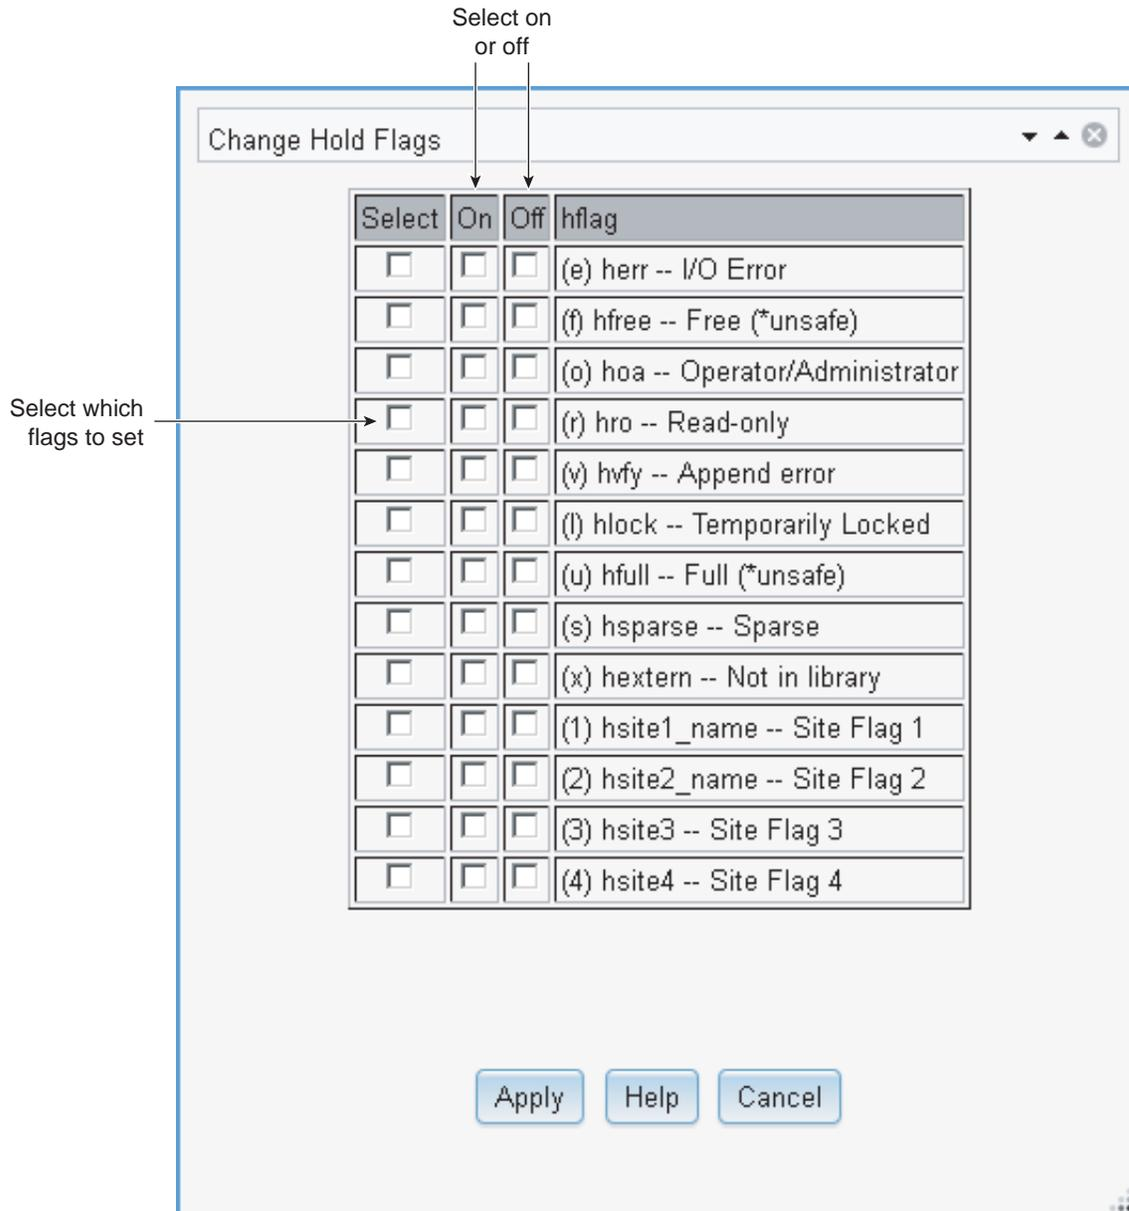 Select on
or off
Change Hold Flags
Select On Off hflag
(e) herr -- I/O Error
(f) hfree -- Free (*unsafe)
(o) hoa -- Operator/Administrator
Select which
flags to set
(r) hro -- Read-only
(v) hvfy -- Append error
(l) hlock -- Temporarily Locked
(u) hfull -- Full (*unsafe)
(s) hsparse -- Sparse
(x) hextern -- Not in library
(1) hsite1_name -- Site Flag 1
(2) hsite2_name -- Site Flag 2
(3) hsite3 -- Site Flag 3
(4) hsite4 -- Site Flag 4
Apply Help Cancel